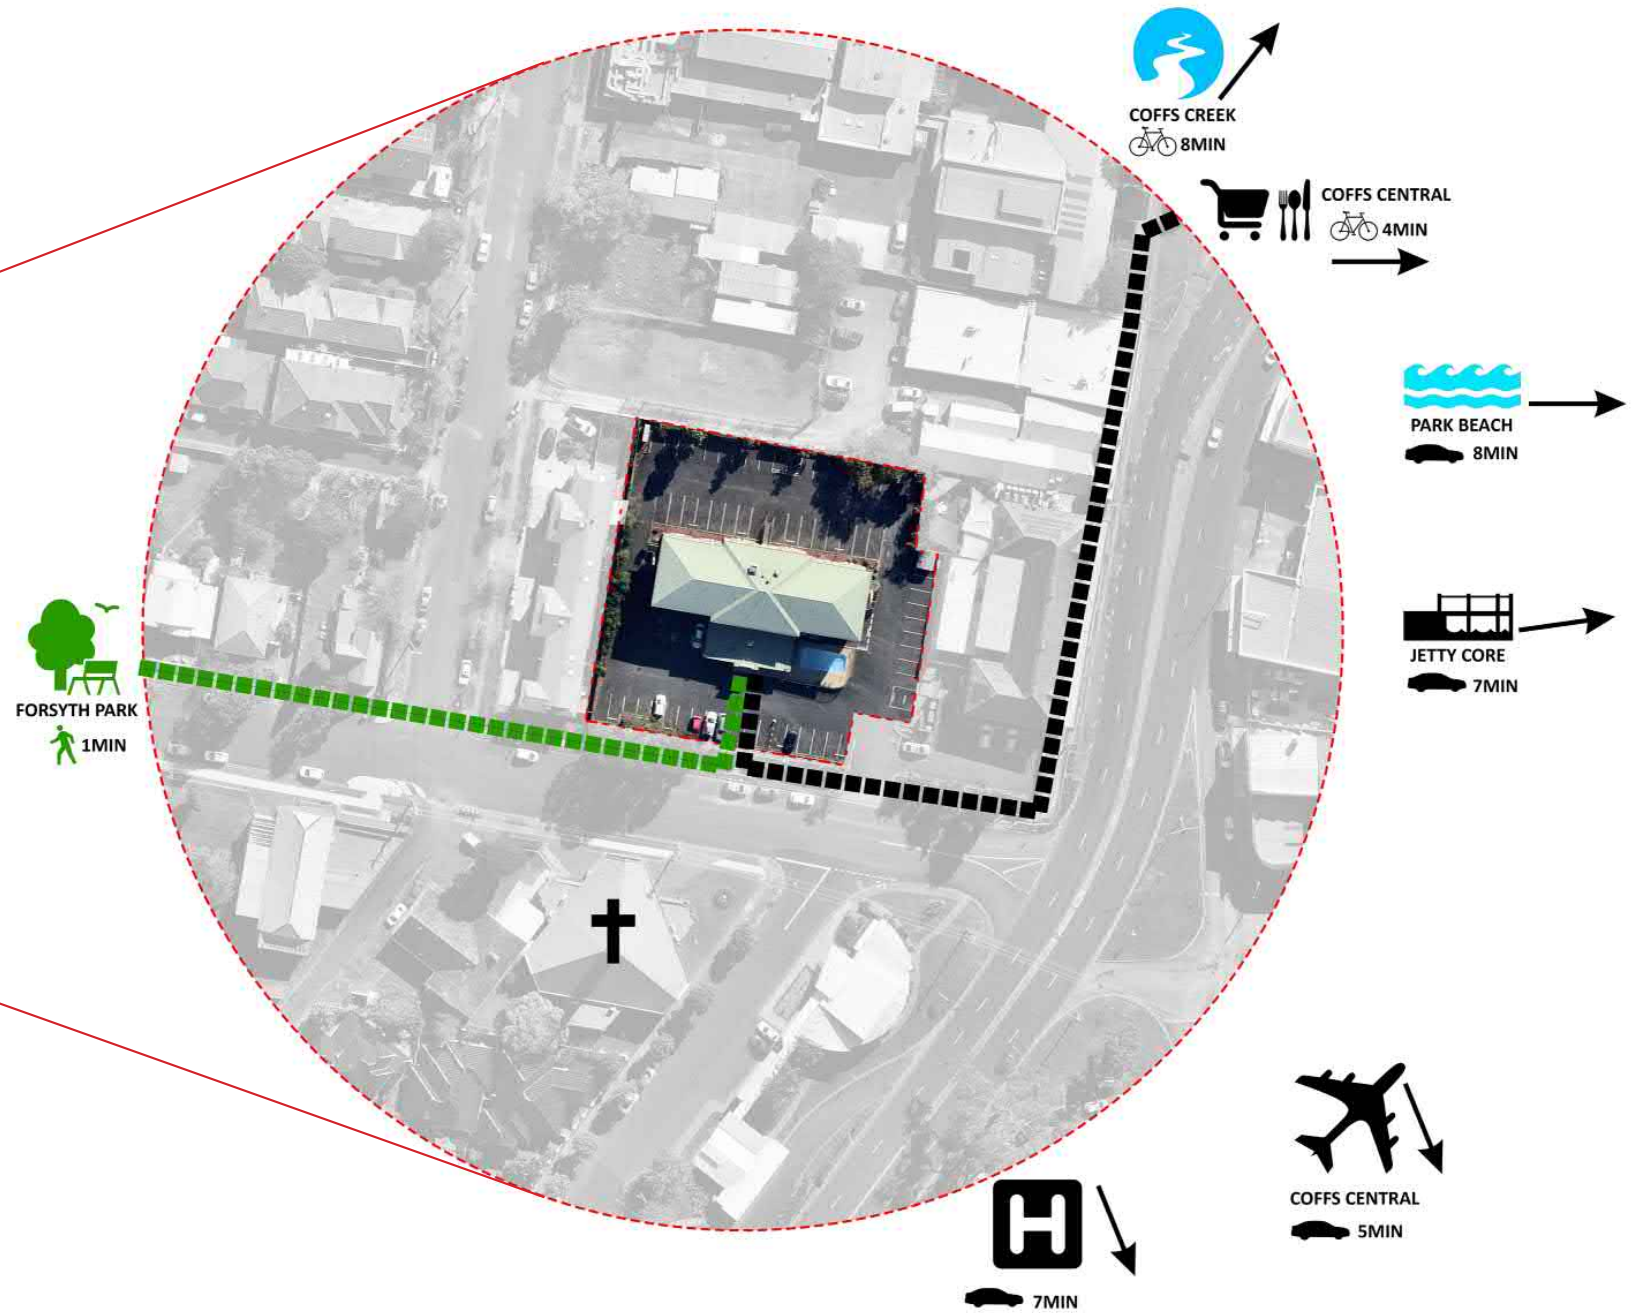 COFFS CREEK
8MIN
COFFS CENTRAL
4MIN
PARK BEACH
8MIN
JETTY CORE
7MIN
FORSYTH PARK
1MIN
COFFS CENTRAL
5MIN
H
7MIN